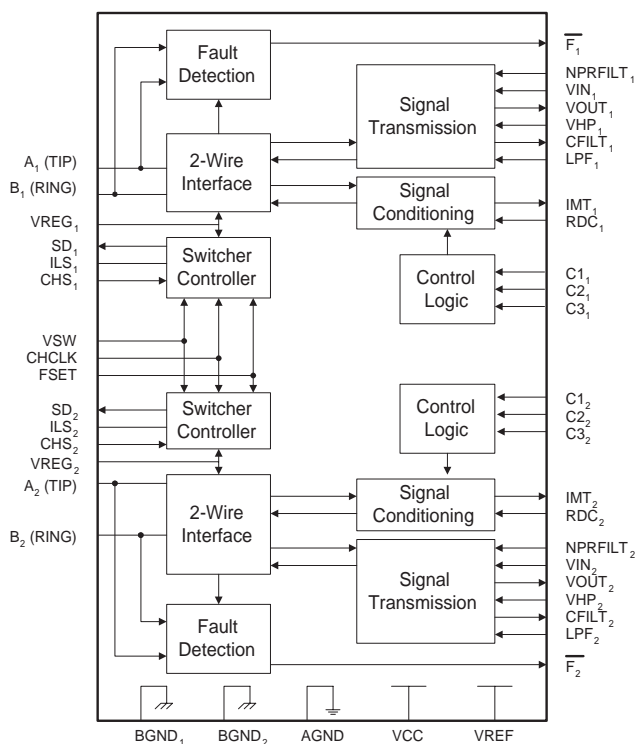 Fault
Detection
F₁
NPRFILT₁
VIN₁
VOUT₁
VHP₁
CFILT₁
LPF₁
Signal
Transmission
A₁ (TIP)
B₁ (RING)
2-Wire
Interface
Signal
Conditioning
IMT₁
RDC₁
VREG₁
SD₁
ILS₁
CHS₁
Switcher
Controller
Control
Logic
C1₁
C2₁
C3₁
VSW
CHCLK
FSET
SD₂
ILS₂
CHS₂
VREG₂
Switcher
Controller
Control
Logic
C1₂
C2₂
C3₂
A₂ (TIP)
B₂ (RING)
2-Wire
Interface
Signal
Conditioning
IMT₂
RDC₂
Signal
Transmission
NPRFILT₂
VIN₂
VOUT₂
VHP₂
CFILT₂
LPF₂
Fault
Detection
F₂
BGND₁
BGND₂
AGND
VCC
VREF